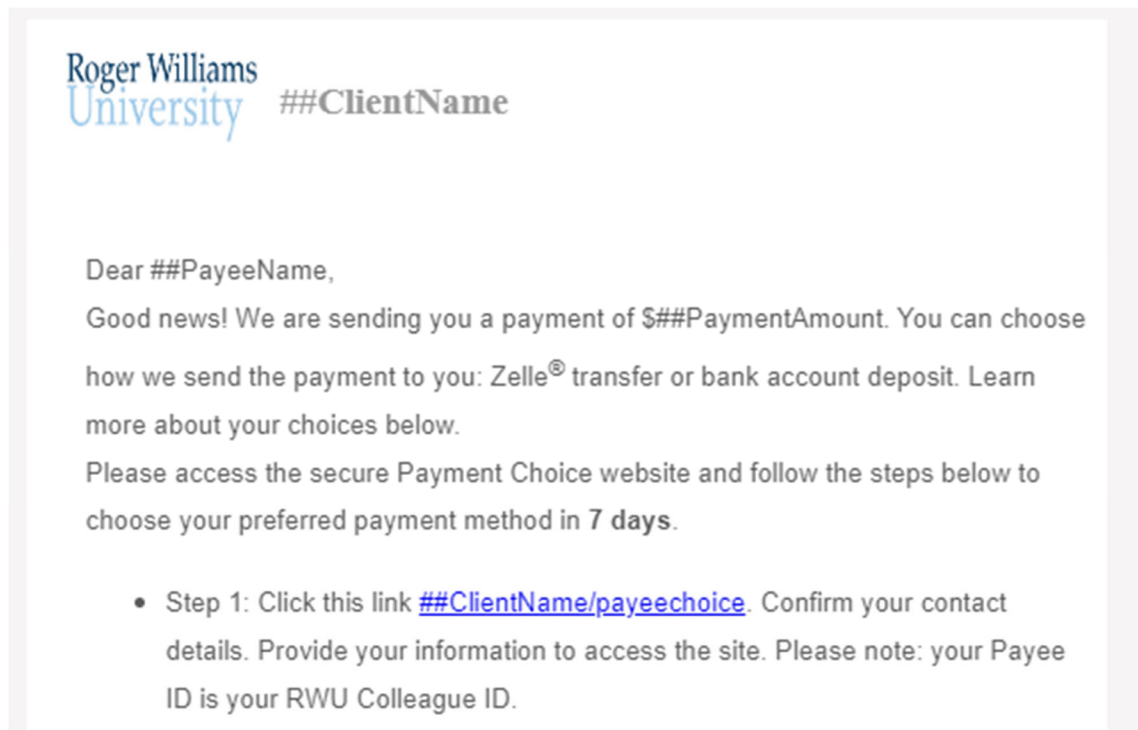 Roger Williams
University ##ClientName
Dear ##PayeeName,
Good news! We are sending you a payment of $##PaymentAmount. You can choose
how we send the payment to you: Zelle® transfer or bank account deposit. Learn
more about your choices below.
Please access the secure Payment Choice website and follow the steps below to
choose your preferred payment method in 7 days.
• Step 1: Click this link ##ClientName/payeechoice. Confirm your contact
details. Provide your information to access the site. Please note: your Payee
ID is your RWU Colleague ID.